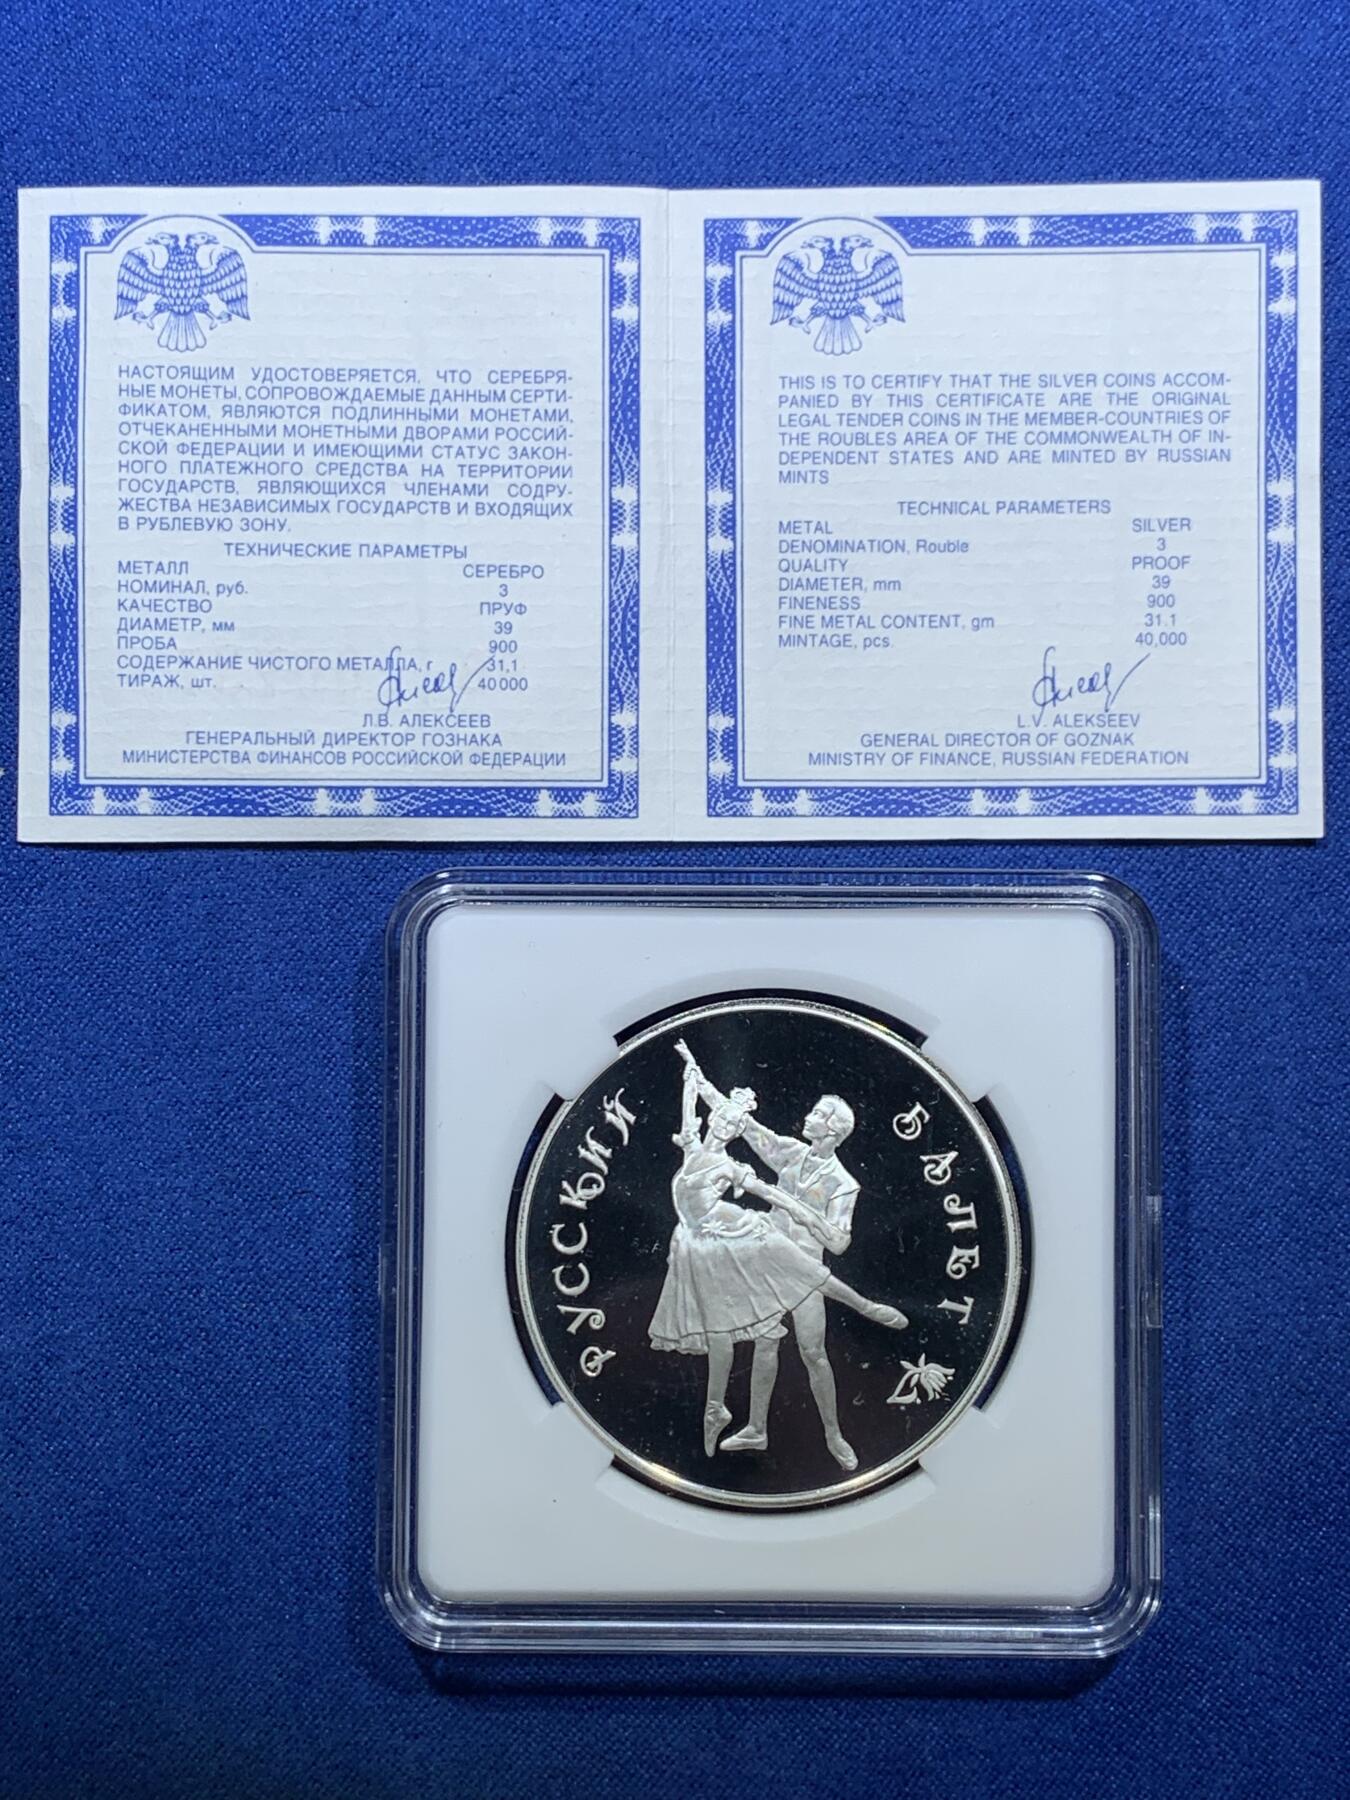 НАСТОЯЩИМ УДОСТОВЕРЯЕТСЯ, ЧТО СЕРЕБРЯ-
НЫЕ МОНЕТЫ, СОПРОВОЖДАЕМЫЕ ДАННЫМ СЕРТИ-
ФИКАТОМ, ЯВЛЯЮТСЯ ПОДЛИННЫМИ МОНЕТАМИ,
ОТЧЕКАНЕННЫМИ МОНЕТНЫМИ ДВОРАМИ РОССИЙ-
СКОЙ ФЕДЕРАЦИИ И ИМЕЮЩИМИ СТАТУС ЗАКОН-
НОГО ПЛАТЕЖНОГО СРЕДСТВА НА ТЕРРИТОРИИ
ГОСУДАРСТВ, ЯВЛЯЮЩИХСЯ ЧЛЕНАМИ СОДРУ-
ЖЕСТВА НЕЗАВИСИМЫХ ГОСУДАРСТВ И ВХОДЯЩИХ
В РУБЛЕВУЮ ЗОНУ.
ТЕХНИЧЕСКИЕ ПАРАМЕТРЫ
МЕТАЛЛ СЕРЕБРО
НОМИНАЛ, руб. 3
КАЧЕСТВО ПРУФ
ДИАМЕТР, мм 39
ПРОБА 900
СОДЕРЖАНИЕ ЧИСТОГО МЕТАЛЛА, г 31,1
ТИРАЖ, шт. 40 000
Л.В. АЛЕКСЕЕВ
ГЕНЕРАЛЬНЫЙ ДИРЕКТОР ГОЗНАКА
МИНИСТЕРСТВА ФИНАНСОВ РОССИЙСКОЙ ФЕДЕРАЦИИ
THIS IS TO CERTIFY THAT THE SILVER COINS ACCOM-
PANIED BY THIS CERTIFICATE ARE THE ORIGINAL
LEGAL TENDER COINS IN THE MEMBER-COUNTRIES OF
THE ROUBLES AREA OF THE COMMONWEALTH OF IN-
DEPENDENT STATES AND ARE MINTED BY RUSSIAN
MINTS
TECHNICAL PARAMETERS
METAL SILVER
DENOMINATION, Rouble 3
QUALITY PROOF
DIAMETER, mm 39
FINENESS 900
FINE METAL CONTENT, gm 31.1
MINTAGE, pcs. 40,000
L.V. ALEKSEEV
GENERAL DIRECTOR OF GOZNAK
MINISTRY OF FINANCE, RUSSIAN FEDERATION
РУССКИЙ БАЛЕТ